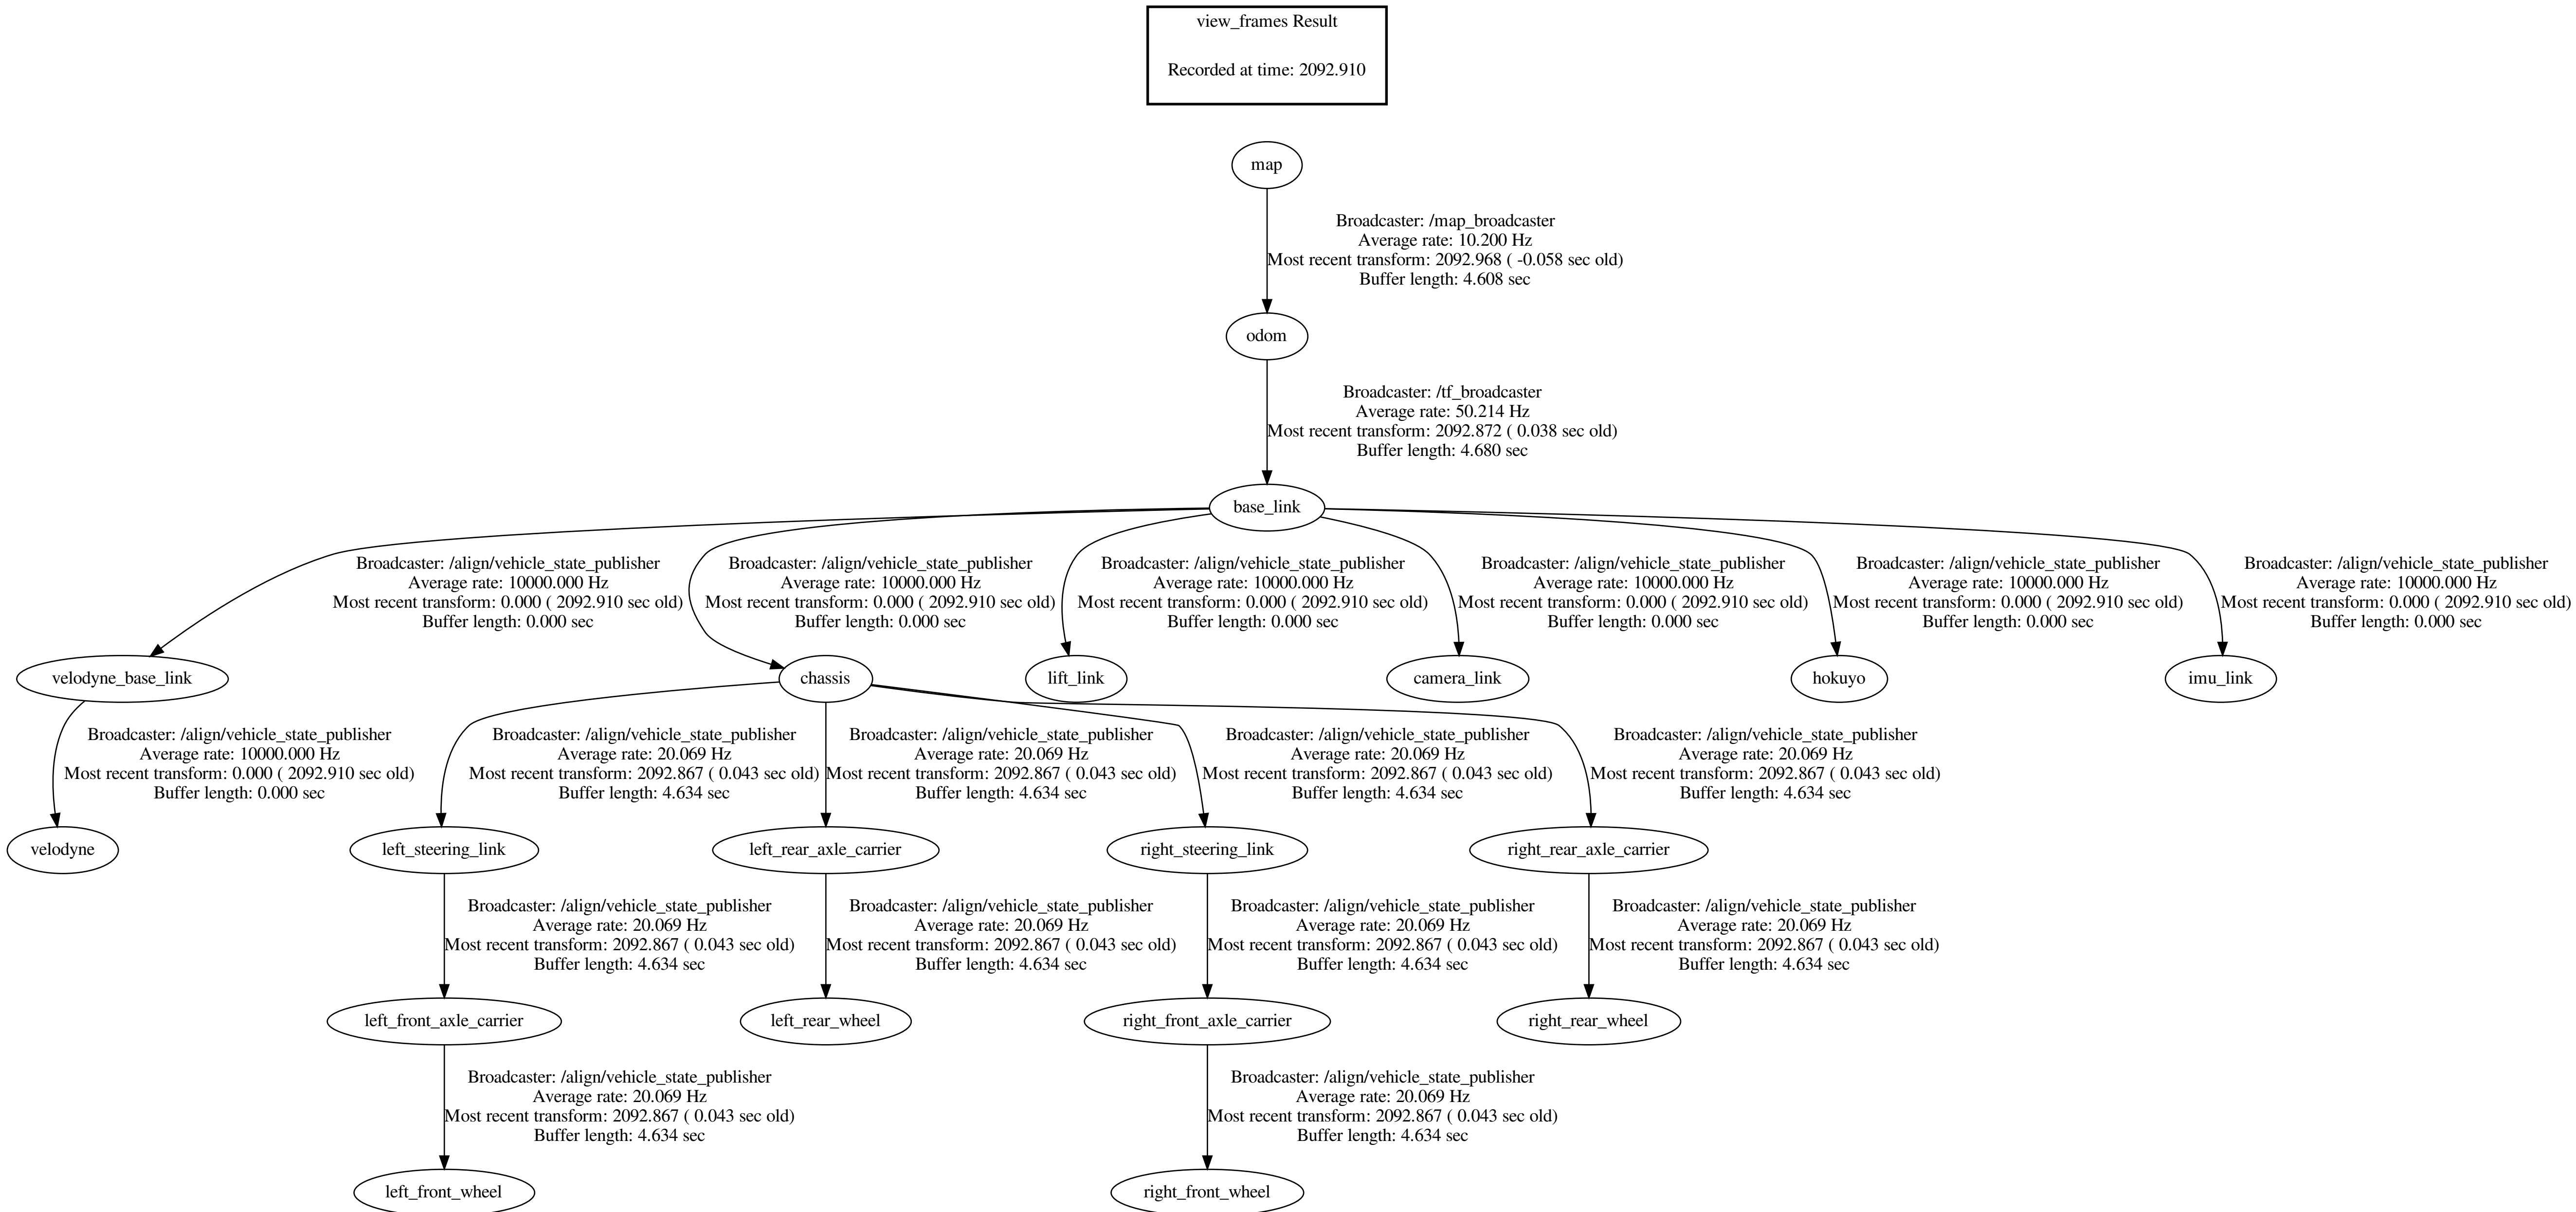 view_frames Result
Recorded at time: 2092.910
map
Broadcaster: /map_broadcaster
Average rate: 10.200 Hz
Most recent transform: 2092.968 ( -0.058 sec old)
Buffer length: 4.608 sec
odom
Broadcaster: /tf_broadcaster
Average rate: 50.214 Hz
Most recent transform: 2092.872 ( 0.038 sec old)
Buffer length: 4.680 sec
base_link
Broadcaster: /align/vehicle_state_publisher
Average rate: 10000.000 Hz
Most recent transform: 0.000 ( 2092.910 sec old)
Buffer length: 0.000 sec
Broadcaster: /align/vehicle_state_publisher
Average rate: 10000.000 Hz
Most recent transform: 0.000 ( 2092.910 sec old)
Buffer length: 0.000 sec
Broadcaster: /align/vehicle_state_publisher
Average rate: 10000.000 Hz
Most recent transform: 0.000 ( 2092.910 sec old)
Buffer length: 0.000 sec
Broadcaster: /align/vehicle_state_publisher
Average rate: 10000.000 Hz
Most recent transform: 0.000 ( 2092.910 sec old)
Buffer length: 0.000 sec
Broadcaster: /align/vehicle_state_publisher
Average rate: 10000.000 Hz
Most recent transform: 0.000 ( 2092.910 sec old)
Buffer length: 0.000 sec
Broadcaster: /align/vehicle_state_publisher
Average rate: 10000.000 Hz
Most recent transform: 0.000 ( 2092.910 sec old)
Buffer length: 0.000 sec
velodyne_base_link
chassis
lift_link
camera_link
hokuyo
imu_link
Broadcaster: /align/vehicle_state_publisher
Average rate: 10000.000 Hz
Most recent transform: 0.000 ( 2092.910 sec old)
Buffer length: 0.000 sec
Broadcaster: /align/vehicle_state_publisher
Average rate: 20.069 Hz
Most recent transform: 2092.867 ( 0.043 sec old)
Buffer length: 4.634 sec
Broadcaster: /align/vehicle_state_publisher
Average rate: 20.069 Hz
Most recent transform: 2092.867 ( 0.043 sec old)
Buffer length: 4.634 sec
Broadcaster: /align/vehicle_state_publisher
Average rate: 20.069 Hz
Most recent transform: 2092.867 ( 0.043 sec old)
Buffer length: 4.634 sec
Broadcaster: /align/vehicle_state_publisher
Average rate: 20.069 Hz
Most recent transform: 2092.867 ( 0.043 sec old)
Buffer length: 4.634 sec
velodyne
left_steering_link
left_rear_axle_carrier
right_steering_link
right_rear_axle_carrier
Broadcaster: /align/vehicle_state_publisher
Average rate: 20.069 Hz
Most recent transform: 2092.867 ( 0.043 sec old)
Buffer length: 4.634 sec
Broadcaster: /align/vehicle_state_publisher
Average rate: 20.069 Hz
Most recent transform: 2092.867 ( 0.043 sec old)
Buffer length: 4.634 sec
Broadcaster: /align/vehicle_state_publisher
Average rate: 20.069 Hz
Most recent transform: 2092.867 ( 0.043 sec old)
Buffer length: 4.634 sec
Broadcaster: /align/vehicle_state_publisher
Average rate: 20.069 Hz
Most recent transform: 2092.867 ( 0.043 sec old)
Buffer length: 4.634 sec
left_front_axle_carrier
left_rear_wheel
right_front_axle_carrier
right_rear_wheel
Broadcaster: /align/vehicle_state_publisher
Average rate: 20.069 Hz
Most recent transform: 2092.867 ( 0.043 sec old)
Buffer length: 4.634 sec
Broadcaster: /align/vehicle_state_publisher
Average rate: 20.069 Hz
Most recent transform: 2092.867 ( 0.043 sec old)
Buffer length: 4.634 sec
left_front_wheel
right_front_wheel